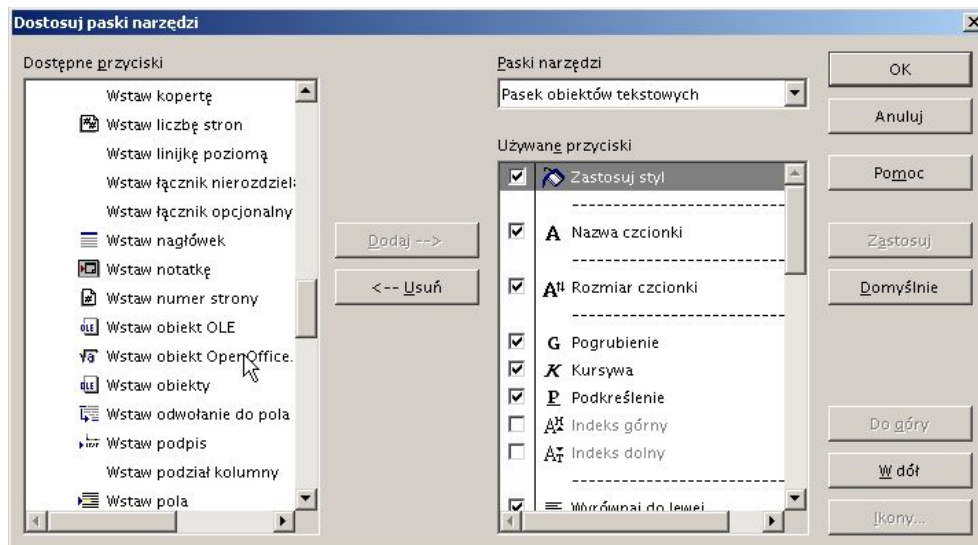 Dostosuj paski narzędzi
Dostępne przyciski
Wstaw kopertę
Wstaw liczbę stron
Wstaw linijkę poziomą
Wstaw łącznik nierozdziel
Wstaw łącznik opcjonalny
Wstaw nagłówek
Wstaw notatkę
Wstaw numer strony
OLE Wstaw obiekt OLE
√a Wstaw obiekt OpenOffice.
OLE Wstaw obiekty
Wstaw odwołanie do pola
Wstaw podpis
Wstaw podział kolumny
Wstaw pola
Dodaj -->
<-- Usuń
Paski narzędzi
Pasek obiektów tekstowych
Używane przyciski
Zastosuj styl
A Nazwa czcionki
A Rozmiar czcionki
G Pogrubienie
K Kursywa
P Podkreślenie
Indeks górny
Indeks dolny
Wyrównaj do lewej
OK
Anuluj
Pomoc
Zastosuj
Domyślnie
Do góry
W dół
Ikony...